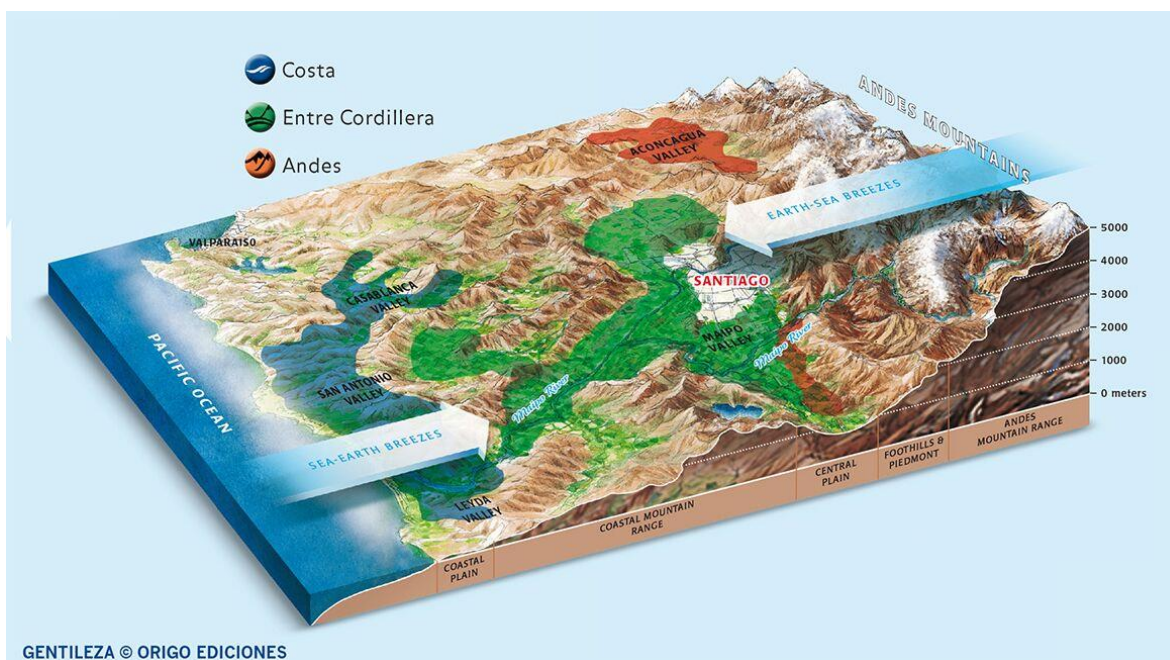 Costa
Entre Cordillera
Andes
ANDES MOUNTAINS
ACONCAGUA
VALLEY
EARTH-SEA BREEZES
VALPARAISO
5000
4000
3000
2000
1000
0 meters
SANTIAGO
CASABLANCA
VALLEY
MAIPO
VALLEY
Maipo River
PACIFIC OCEAN
SAN ANTONIO
VALLEY
Maipo River
SEA-EARTH BREEZES
LEYDA
VALLEY
COASTAL
PLAIN
COASTAL MOUNTAIN
RANGE
CENTRAL
PLAIN
FOOTHILLS &
PIEDMONT
ANDES
MOUNTAIN RANGE
GENTILEZA © ORIGO EDICIONES